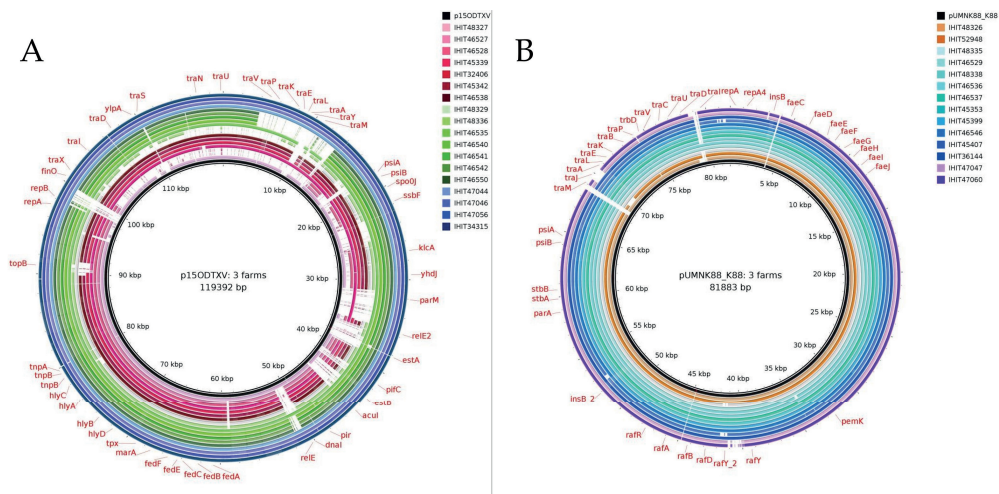 A
p15ODTXV
IHIT48327
IHIT46527
IHIT46528
IHIT45339
IHIT32406
IHIT45342
IHIT46538
IHIT48329
IHIT48336
IHIT46535
IHIT46540
IHIT46541
IHIT46542
IHIT46550
IHIT47044
IHIT47046
IHIT47056
IHIT34315
traN
traU
traV
traP
traK
traE
traL
traA
traY
traM
psiA
psiB
spo0J
ssbF
klcA
yhdJ
parM
relE2
estA
pifC
estB
acuI
pir
dnaI
relE
fedA
fedB
fedC
fedE
fedF
marA
tpx
hlyD
hlyB
hlyA
hlyC
tnpB
tnpB
tnpA
topB
repA
repB
finO
traX
traI
traD
ylpA
traS
10 kbp
20 kbp
30 kbp
40 kbp
50 kbp
60 kbp
70 kbp
80 kbp
90 kbp
100 kbp
110 kbp
p15ODTXV: 3 farms
119392 bp
B
pUMNK88_K88
IHIT48326
IHIT52948
IHIT48335
IHIT46529
IHIT48338
IHIT46536
IHIT46537
IHIT45353
IHIT45399
IHIT46546
IHIT45407
IHIT36144
IHIT47047
IHIT47060
repA
repA4
insB
faeC
faeD
faeE
faeF
faeG
faeH
faeI
faeJ
pemK
rafY
rafY_2
rafD
rafB
rafA
rafR
insB_2
parA
stbA
stbB
psiB
psiA
traM
traJ
traA
traL
traE
traK
traB
traP
trbD
traV
traC
traU
traD
traI
5 kbp
10 kbp
15 kbp
20 kbp
25 kbp
30 kbp
35 kbp
40 kbp
45 kbp
50 kbp
55 kbp
60 kbp
65 kbp
70 kbp
75 kbp
80 kbp
pUMNK88_K88: 3 farms
81883 bp